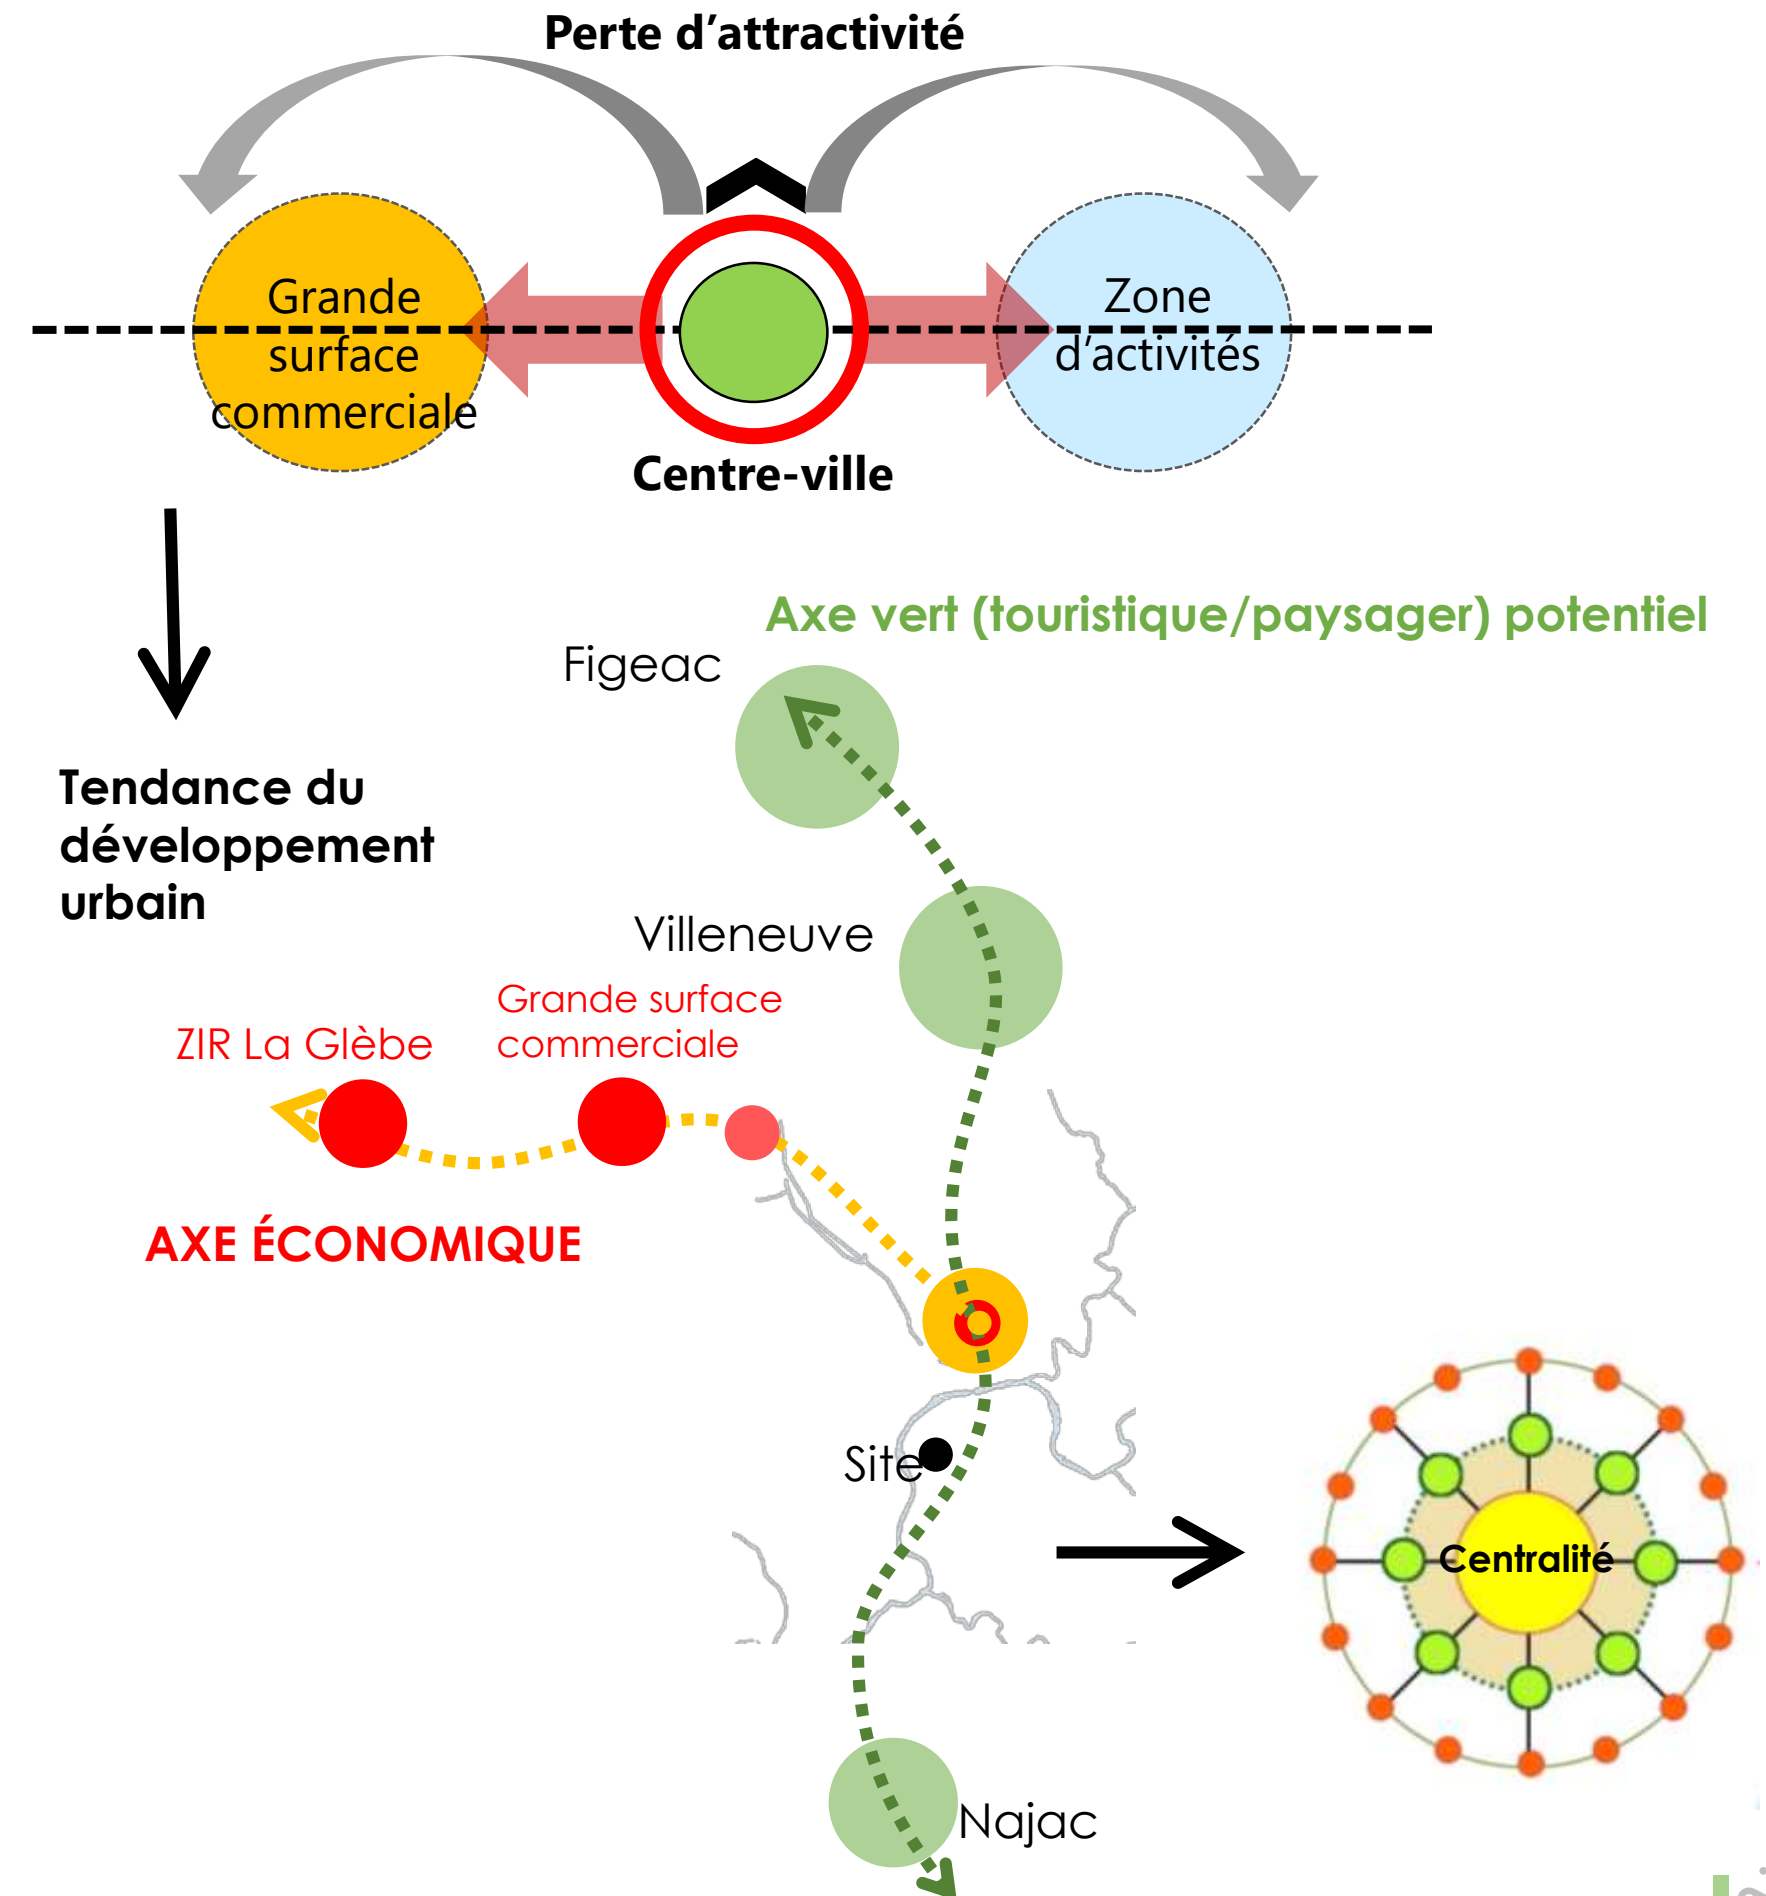 Perte d'attractivité
Grande
surface
commerciale
Zone
d'activités
Centre-ville
Axe vert (touristique/paysager) potentiel
Figeac
Tendance du
développement
urbain
Villeneuve
Grande surface
commerciale
ZIR La Glèbe
AXE ÉCONOMIQUE
Site
Centralité
Najac